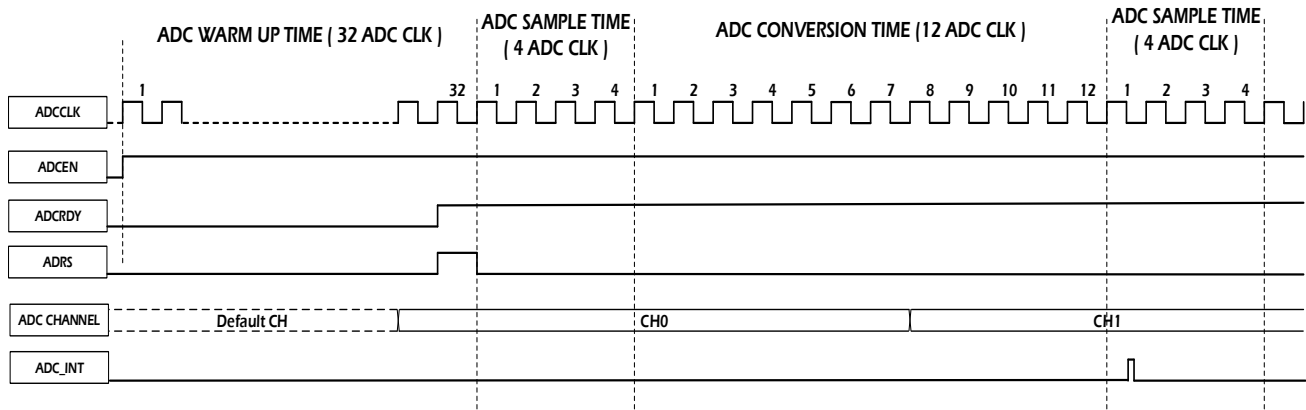 ADC WARM UP TIME ( 32 ADC CLK )
ADC SAMPLE TIME
( 4 ADC CLK )
ADC CONVERSION TIME (12 ADC CLK )
ADC SAMPLE TIME
( 4 ADC CLK )
1 32 1 2 3 4 1 2 3 4 5 6 7 8 9 10 11 12 1 2 3 4
ADCCLK
ADCEN
ADCRDY
ADRS
ADC CHANNEL Default CH CH0 CH1
ADC_INT